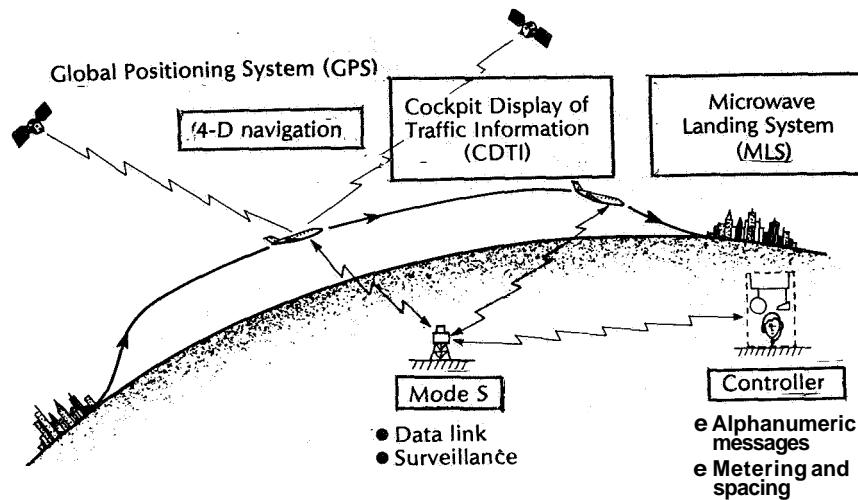 Global Positioning System (GPS)
4-D navigation
Cockpit Display of
Traffic Information
(CDTI)
Microwave
Landing System
(MLS)
Mode S
● Data link
● Surveillance
Controller
e Alphanumeric
messages
e Metering and
spacing